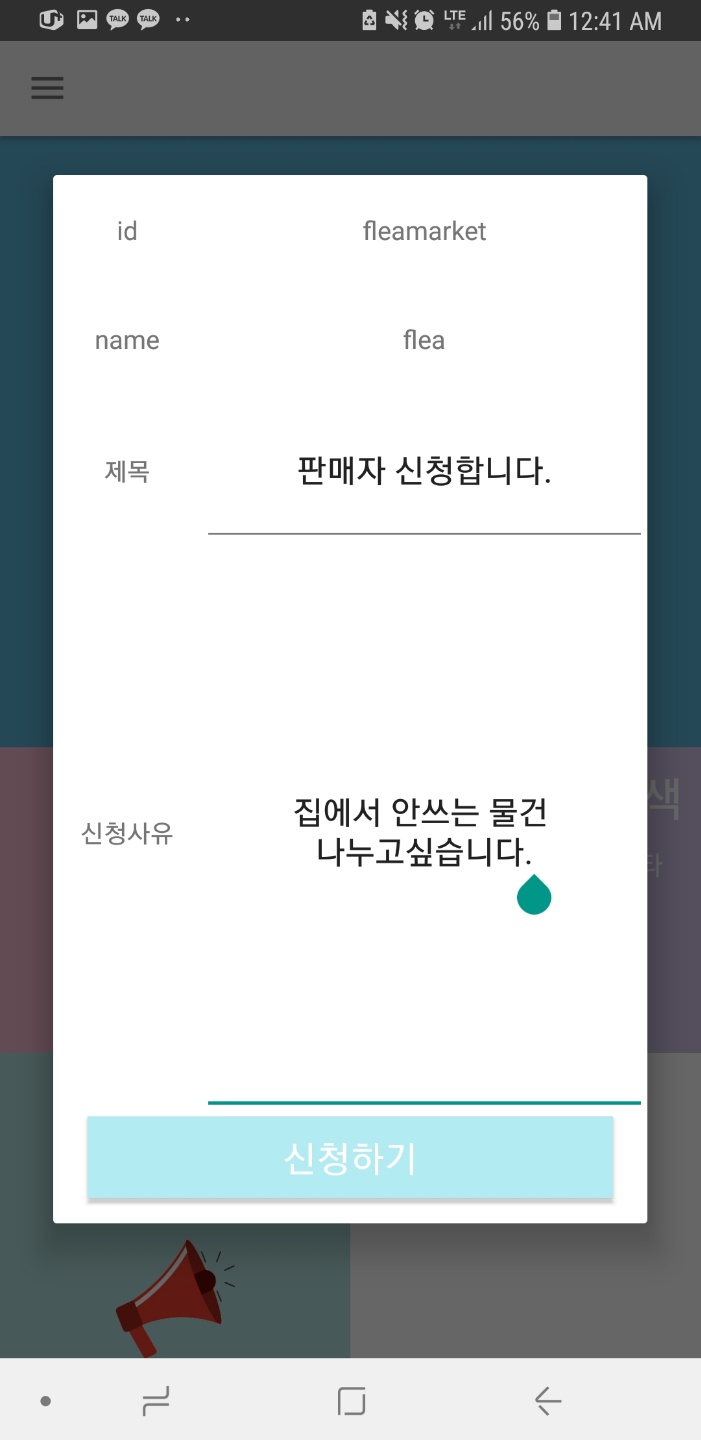 TALK TALK LTE 56% 12:41 AM
id fleamarket
name flea
제목 판매자 신청합니다.
색
타
신청사유 집에서 안쓰는 물건
나누고싶습니다.
신청하기